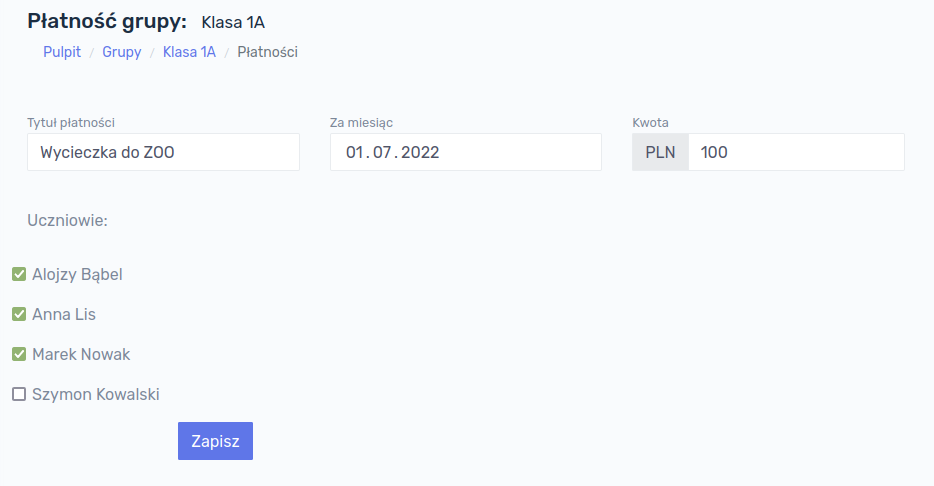 Płatność grupy: Klasa 1A
Pulpit / Grupy / Klasa 1A / Płatności
Tytuł płatności Za miesiąc Kwota
Wycieczka do ZOO 01.07.2022 PLN 100
Uczniowie:
Alojzy Bąbel
Anna Lis
Marek Nowak
Szymon Kowalski
Zapisz